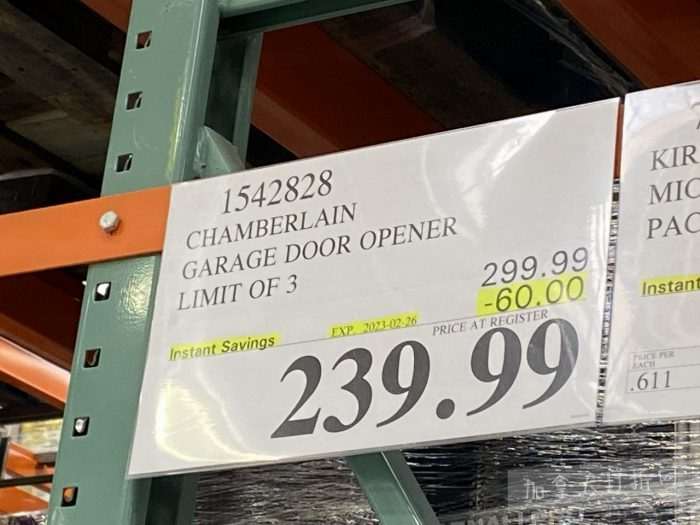 1542828
CHAMBERLAIN
GARAGE DOOR OPENER
LIMIT OF 3
299.99
-60.00
Instant Savings
EXP. 2023-02-26
PRICE AT REGISTER
239.99
KIR
MIC
PAC
Instant
PRICE PER
EACH
.611
加拿大打折网